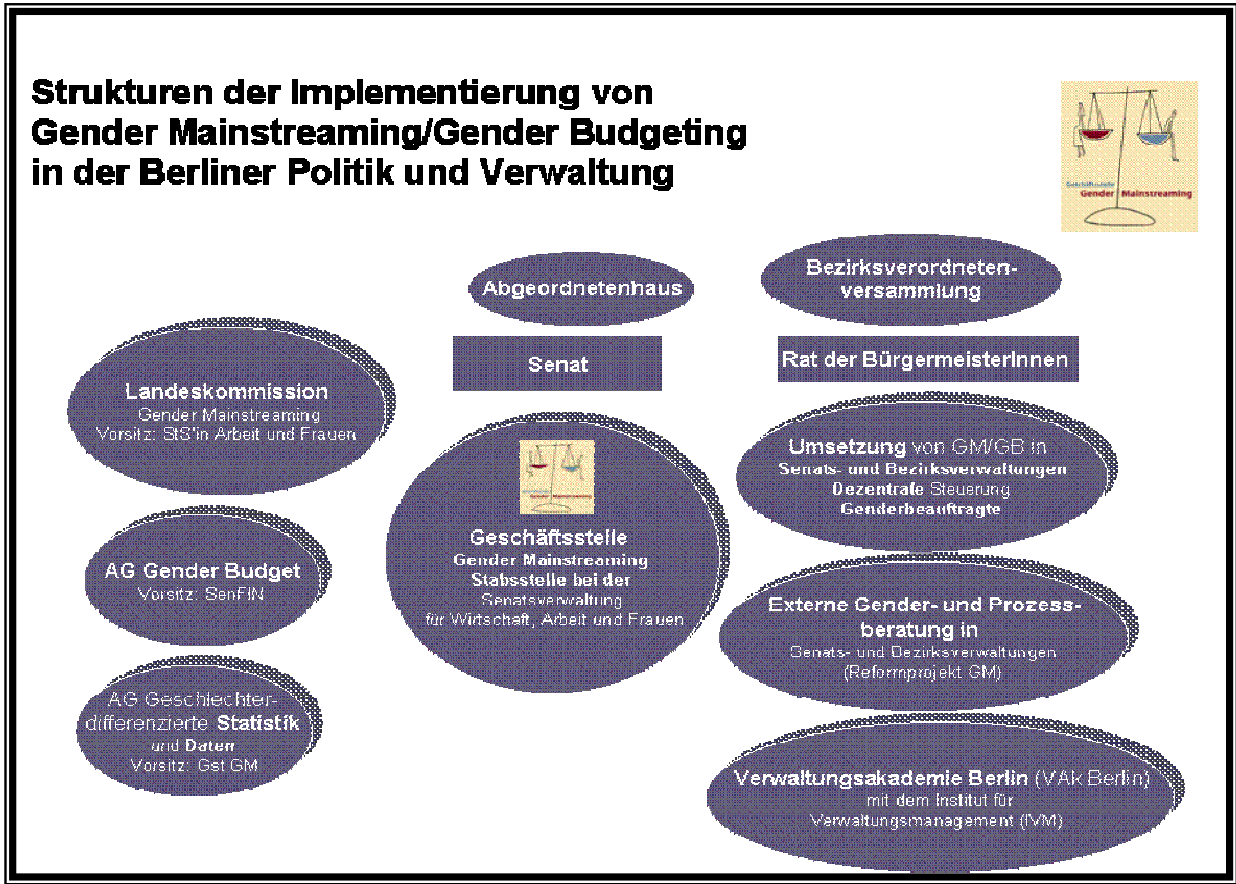 Strukturen der Implementierung von
Gender Mainstreaming/Gender Budgeting
in der Berliner Politik und Verwaltung
Gender Mainstreaming
Abgeordnetenhaus
Bezirksverordneten-
versammlung
Senat
Rat der BürgermeisterInnen
Landeskommission
Gender Mainstreaming
Vorsitz: StS'in Arbeit und Frauen
AG Gender Budget
Vorsitz: SenFIN
AG Geschlechter-
differenzierte Statistik
und Daten
Vorsitz: Gst GM
Geschäftsstelle
Gender Mainstreaming
Stabsstelle bei der
Senatsverwaltung
für Wirtschaft, Arbeit und Frauen
Umsetzung von GM/GB in
Senats- und Bezirksverwaltungen
Dezentrale Steuerung
Genderbeauftragte
Externe Gender- und Prozess-
beratung in
Senats- und Bezirksverwaltungen
(Reformprojekt GM)
Verwaltungsakademie Berlin (VAk Berlin)
mit dem Institut für
Verwaltungsmanagement (IVM)